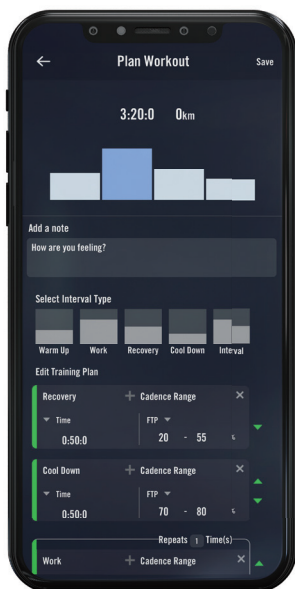 Plan Workout Save
3:20:0 0km
Add a note
How are you feeling?
Select Interval Type
Warm Up Work Recovery Cool Down Interval
Edit Training Plan
Recovery + Cadence Range ×
Time FTP
0:50:0 20 - 55
Cool Down + Cadence Range ×
Time FTP
0:50:0 70 - 80
Repeats 1 Time(s)
Work + Cadence Range ×